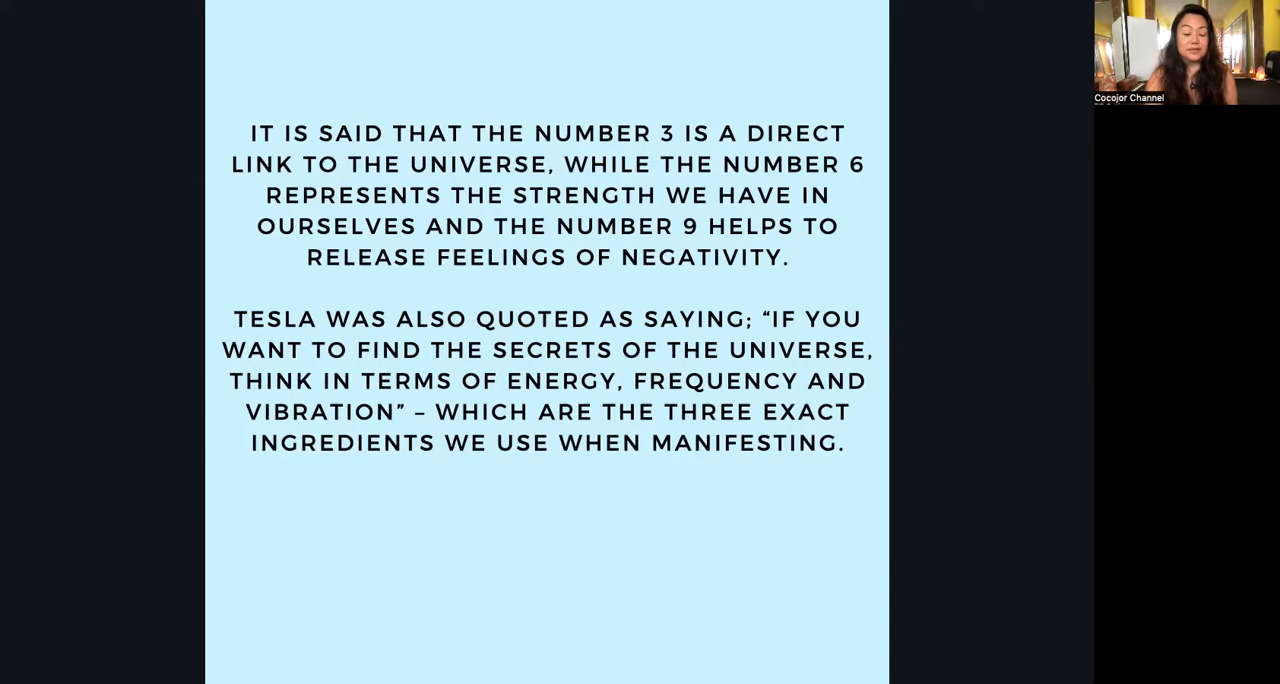 IT IS SAID THAT THE NUMBER 3 IS A DIRECT
LINK TO THE UNIVERSE, WHILE THE NUMBER 6
REPRESENTS THE STRENGTH WE HAVE IN
OURSELVES AND THE NUMBER 9 HELPS TO
RELEASE FEELINGS OF NEGATIVITY.
TESLA WAS ALSO QUOTED AS SAYING; “IF YOU
WANT TO FIND THE SECRETS OF THE UNIVERSE,
THINK IN TERMS OF ENERGY, FREQUENCY AND
VIBRATION” – WHICH ARE THE THREE EXACT
INGREDIENTS WE USE WHEN MANIFESTING.
Cocojor Channel